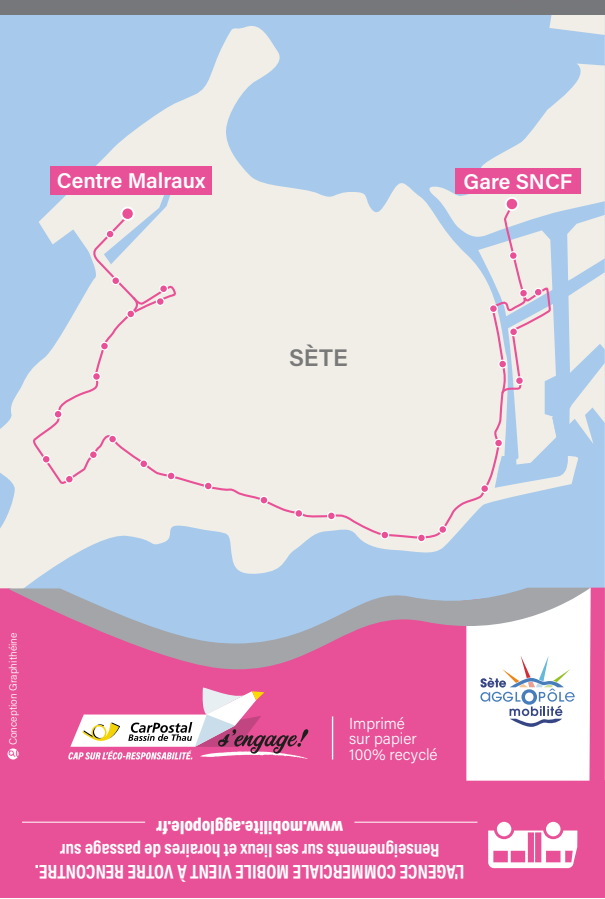 Centre Malraux
Gare SNCF
SÈTE
Conception Graphithéine
CarPostal
Bassin de Thau
CAP SUR L'ÉCO-RESPONSABILITÉ.
s'engage!
Imprimé
sur papier
100% recyclé
Sète
AGGLOPÔLE
mobilité
L'AGENCE COMMERCIALE MOBILE VIENT À VOTRE RENCONTRE.
Renseignements sur ses lieux et horaires de passage sur
www.mobilite.agglopole.fr